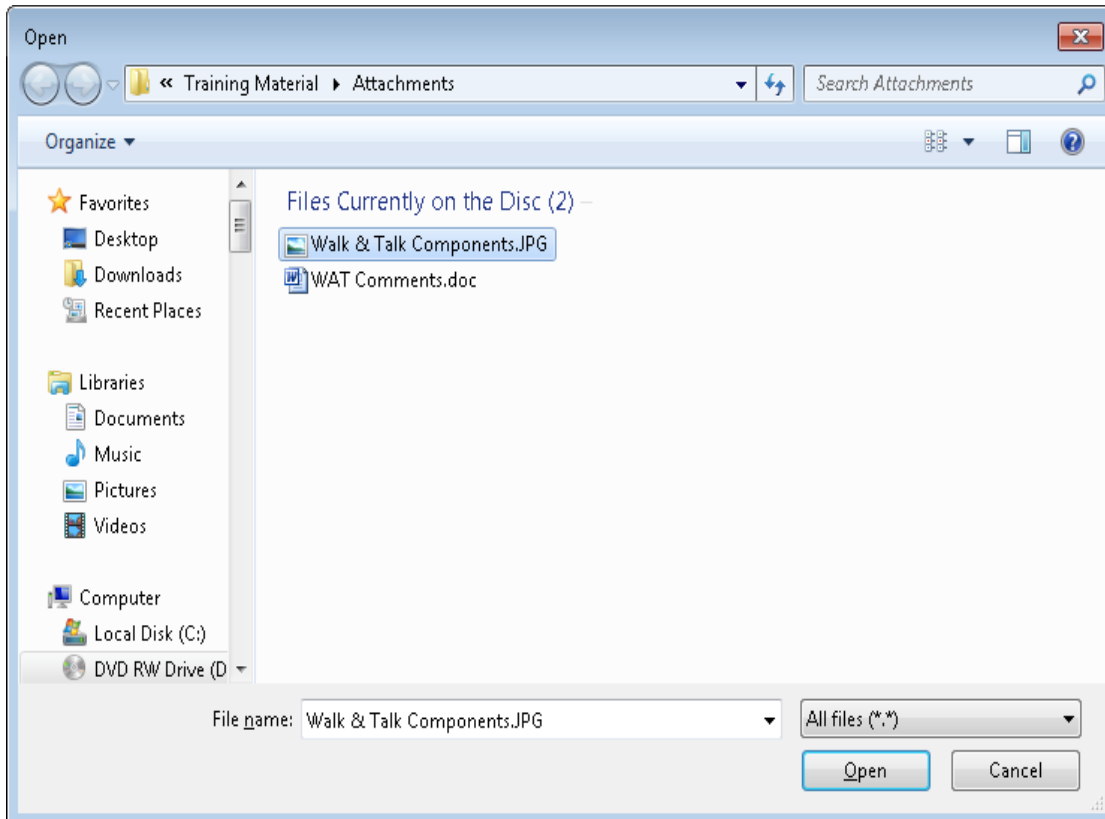 Open
« Training Material ▸ Attachments
Search Attachments
Organize
Favorites
Desktop
Downloads
Recent Places
Libraries
Documents
Music
Pictures
Videos
Computer
Local Disk (C:)
DVD RW Drive (D
Files Currently on the Disc (2)
Walk & Talk Components.JPG
WAT Comments.doc
File name: Walk & Talk Components.JPG
All files (*.*)
Open
Cancel